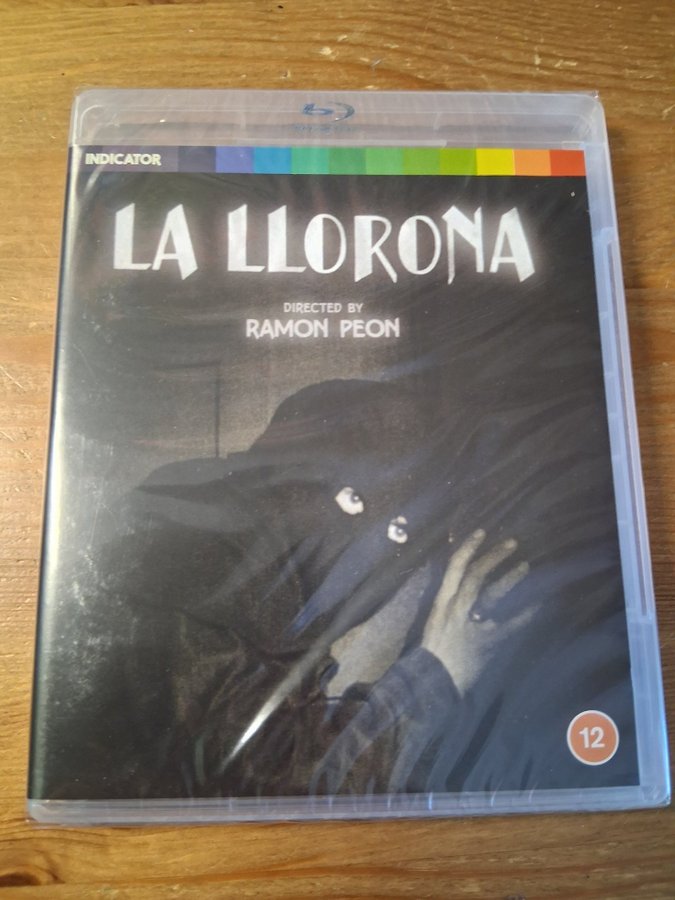 INDICATOR
LA LLORONA
DIRECTED BY
RAMON PEON
12